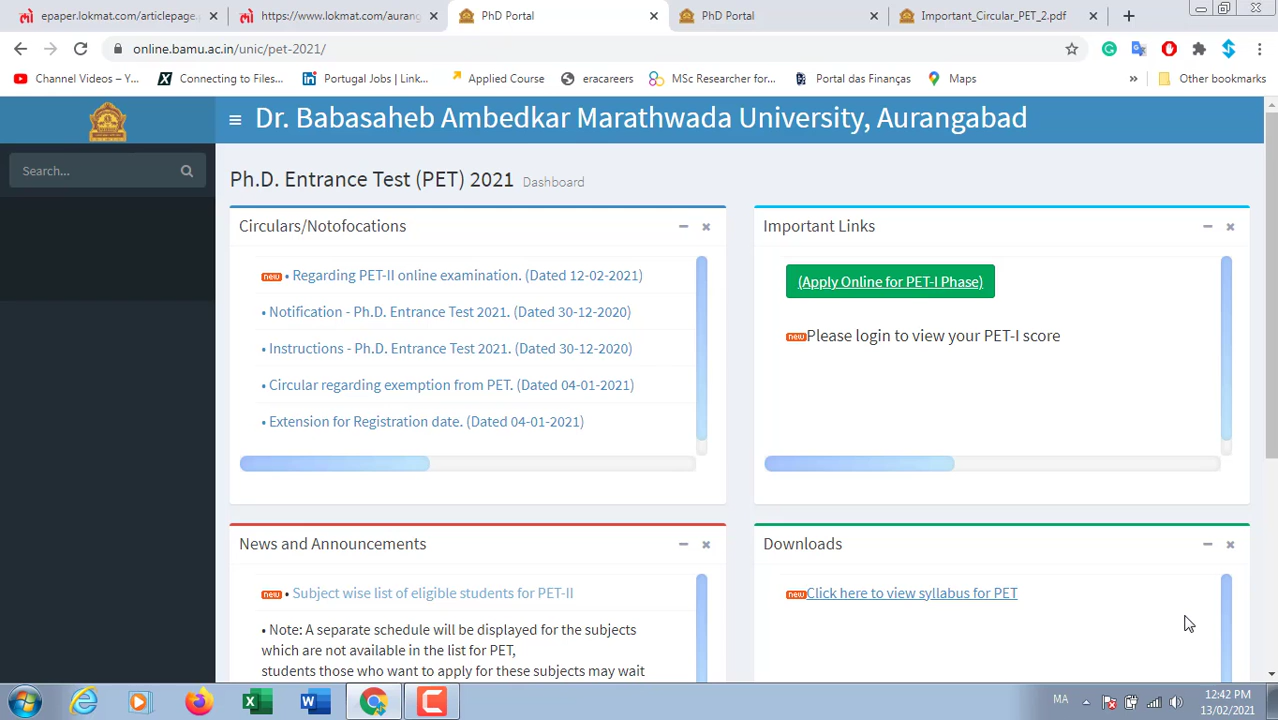 epaper.lokmat.com/articlepage.
https://www.lokmat.com/aurang
PhD Portal
PhD Portal
Important_Circular_PET_2.pdf
online.bamu.ac.in/unic/pet-2021/
Channel Videos – Y...
Connecting to Files...
Portugal Jobs | Link...
Applied Course
eracareers
MSc Researcher for...
Portal das Finanças
Maps
»
Other bookmarks
Dr. Babasaheb Ambedkar Marathwada University, Aurangabad
Search...
Ph.D. Entrance Test (PET) 2021 Dashboard
Circulars/Notofocations
new • Regarding PET-II online examination. (Dated 12-02-2021)
• Notification - Ph.D. Entrance Test 2021. (Dated 30-12-2020)
• Instructions - Ph.D. Entrance Test 2021. (Dated 30-12-2020)
• Circular regarding exemption from PET. (Dated 04-01-2021)
• Extension for Registration date. (Dated 04-01-2021)
Important Links
(Apply Online for PET-I Phase)
new Please login to view your PET-I score
News and Announcements
new • Subject wise list of eligible students for PET-II
• Note: A separate schedule will be displayed for the subjects
which are not available in the list for PET,
students those who want to apply for these subjects may wait
Downloads
new Click here to view syllabus for PET
MA
12:42 PM
13/02/2021